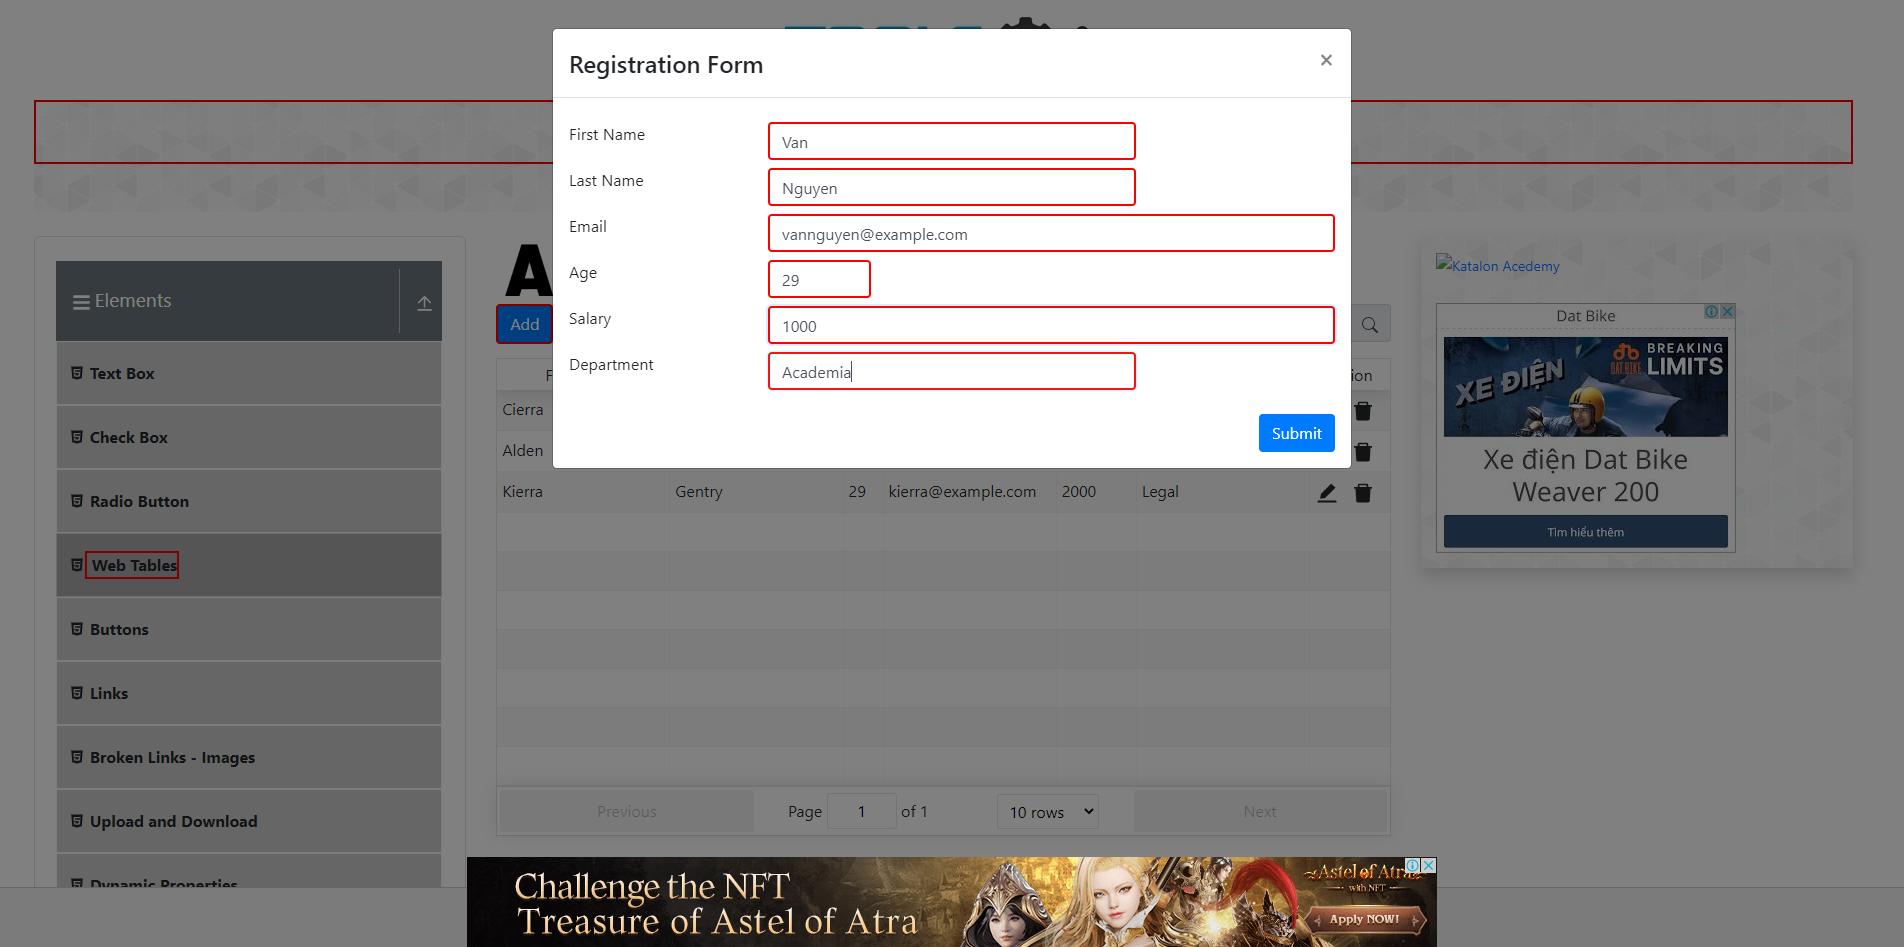 Registration Form
×
First Name
Van
Last Name
Nguyen
Email
vannguyen@example.com
Age
29
Salary
1000
Department
Academia
Submit
Elements
Text Box
Check Box
Radio Button
Web Tables
Buttons
Links
Broken Links - Images
Upload and Download
Dynamic Properties
Add
Cierra
Alden
Kierra Gentry 29 kierra@example.com 2000 Legal
Previous Page 1 of 1 10 rows Next
Katalon Acedemy
Dat Bike
XE ĐIỆN
DAT BIKE
BREAKING
LIMITS
Xe điện Dat Bike
Weaver 200
Tìm hiểu thêm
Challenge the NFT
Treasure of Astel of Atra
Astel of Atra
with NFT
Apply NOW!